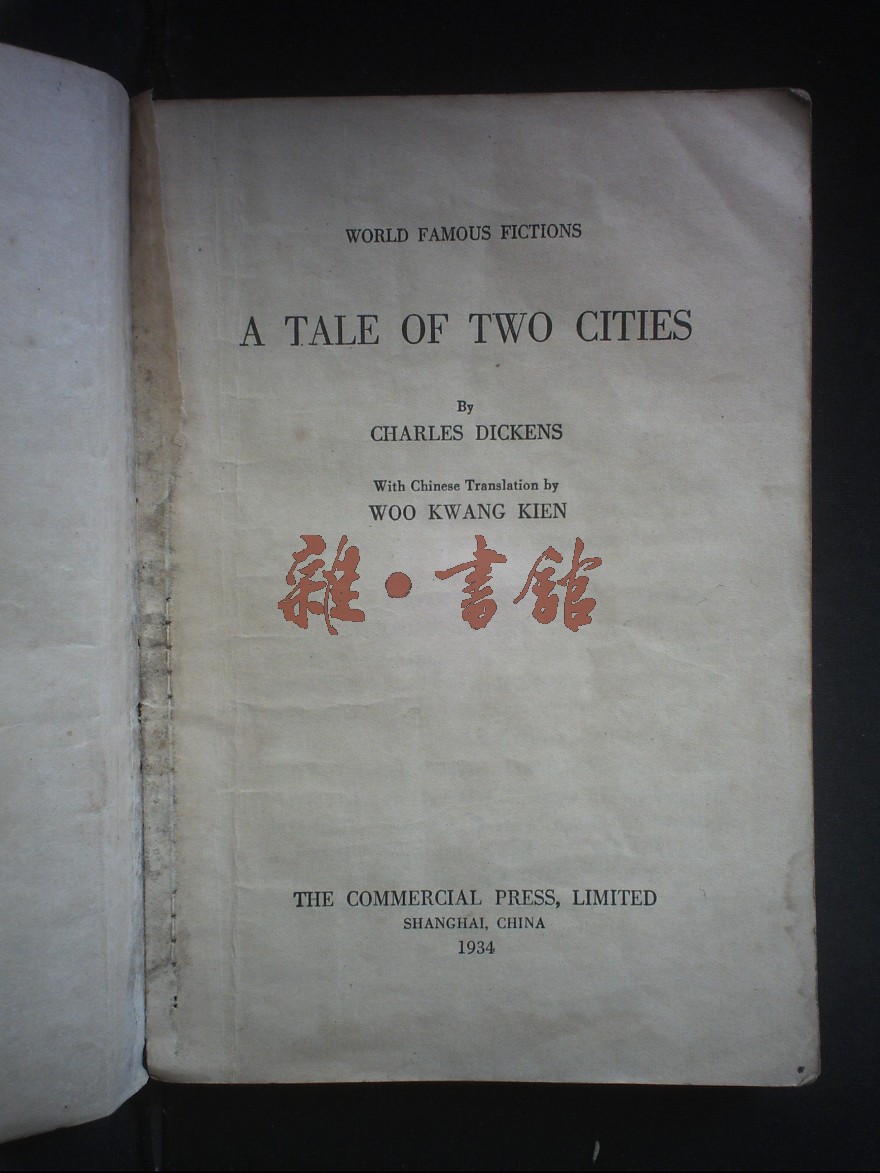 WORLD FAMOUS FICTIONS
A TALE OF TWO CITIES
By
CHARLES DICKENS
With Chinese Translation by
WOO KWANG KIEN
雜·書館
THE COMMERCIAL PRESS, LIMITED
SHANGHAI, CHINA
1934